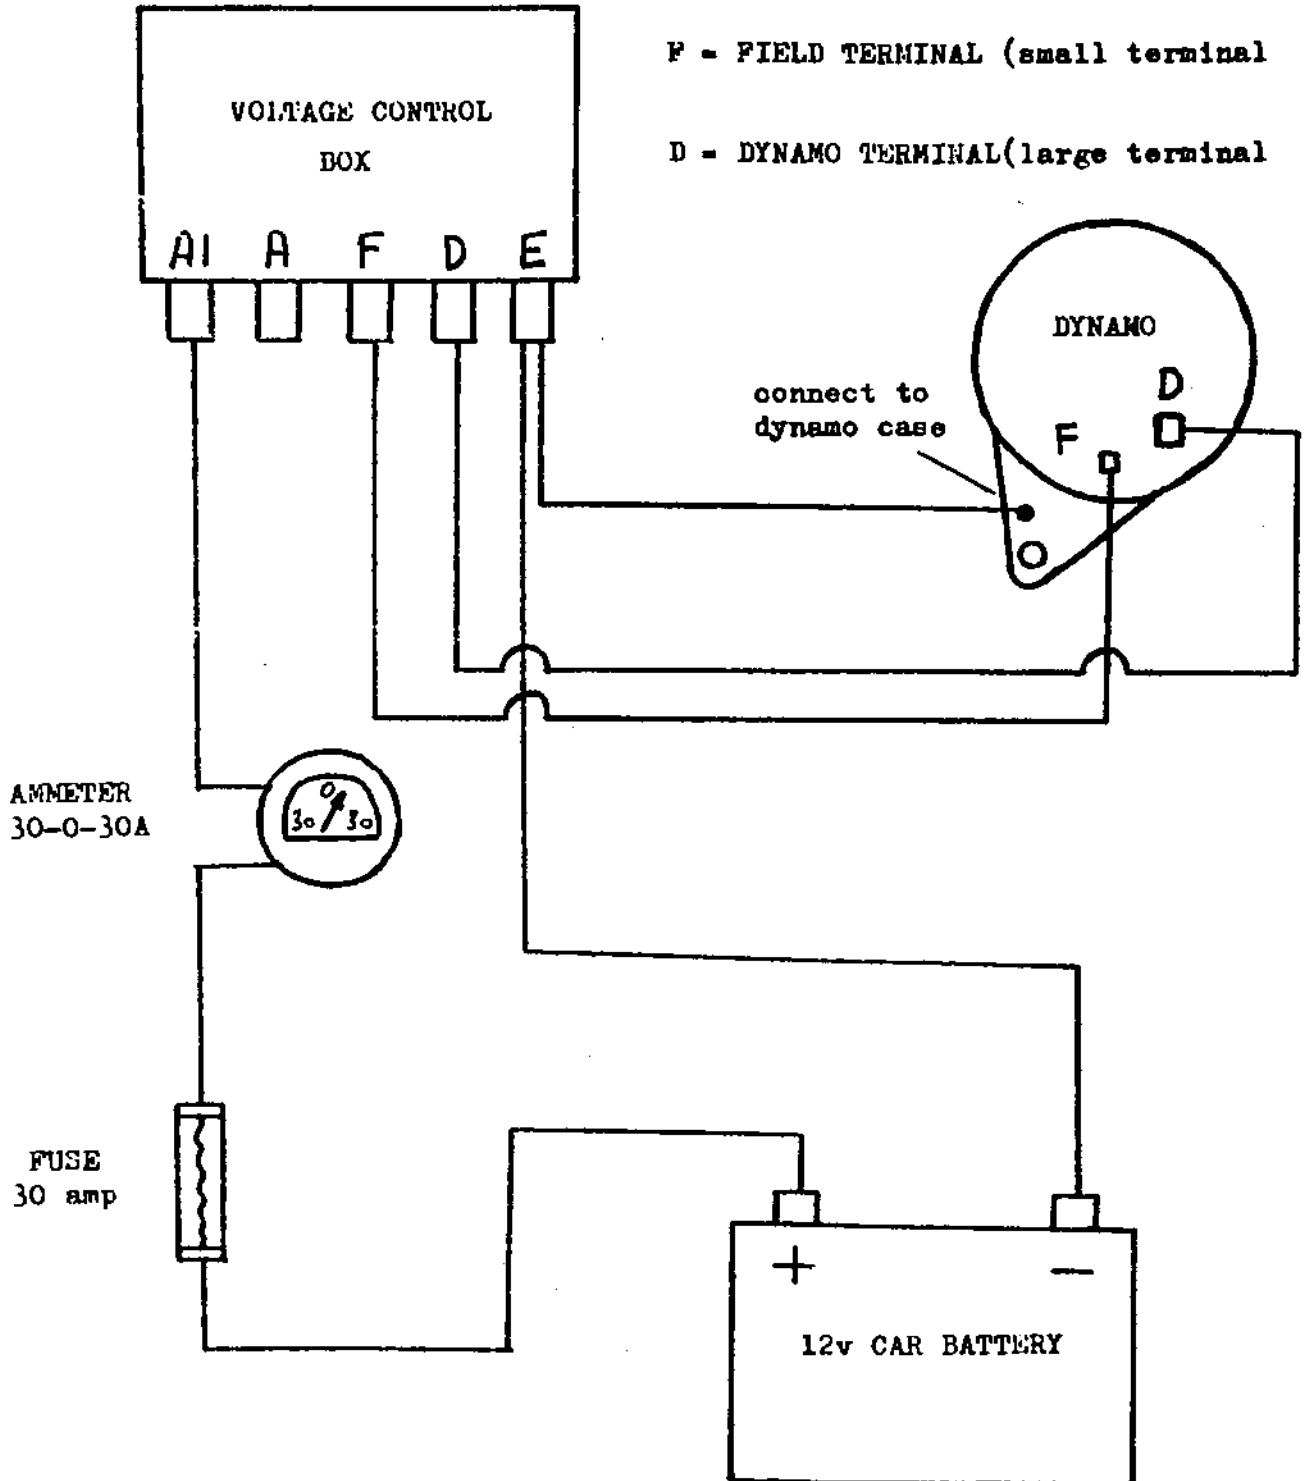 F = FIELD TERMINAL (small terminal
D = DYNAMO TERMINAL(large terminal
VOLTAGE CONTROL
BOX
A1 A F D E
DYNAMO
D
F
connect to
dynamo case
AMMETER
30-0-30A
0
30 30
FUSE
30 amp
+ −
12v CAR BATTERY